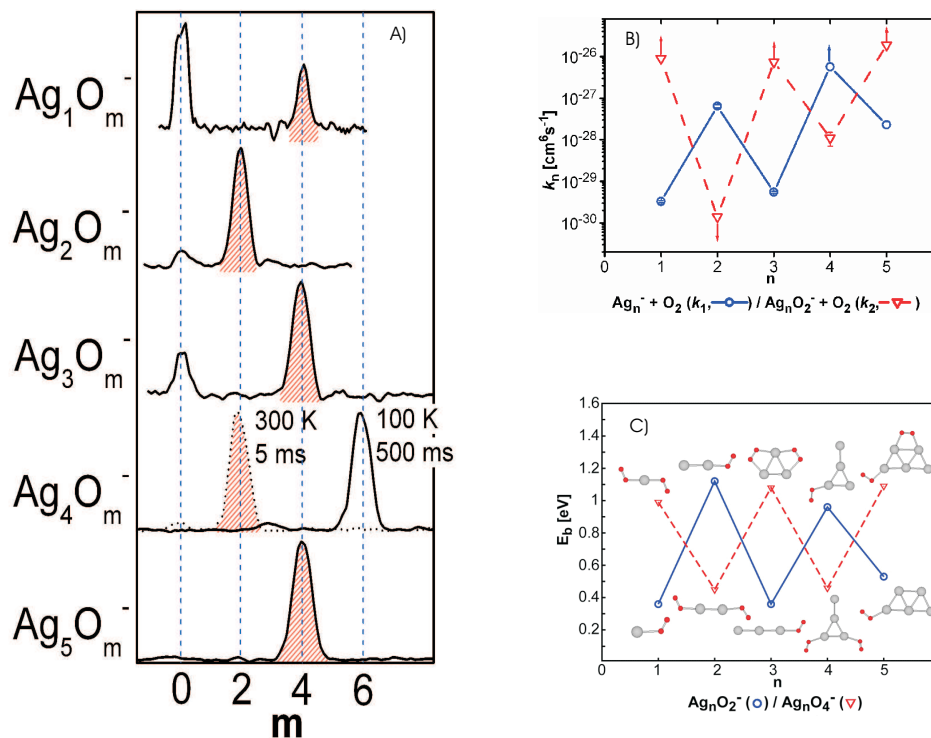 A)
Ag1Om-
Ag2Om-
Ag3Om-
300 K
5 ms
100 K
500 ms
Ag4Om-
Ag5Om-
0 2 4 6
m
B)
10^-26
10^-27
10^-28
10^-29
10^-30
kn [cm^6s^-1]
0 1 2 3 4 5
n
Agn- + O2 (k1, ) / AgnO2- + O2 (k2, )
C)
1.6
1.4
1.2
1
0.8
0.6
0.4
0.2
Eb [eV]
1 2 3 4 5
n
AgnO2- ( ) / AgnO4- ( )